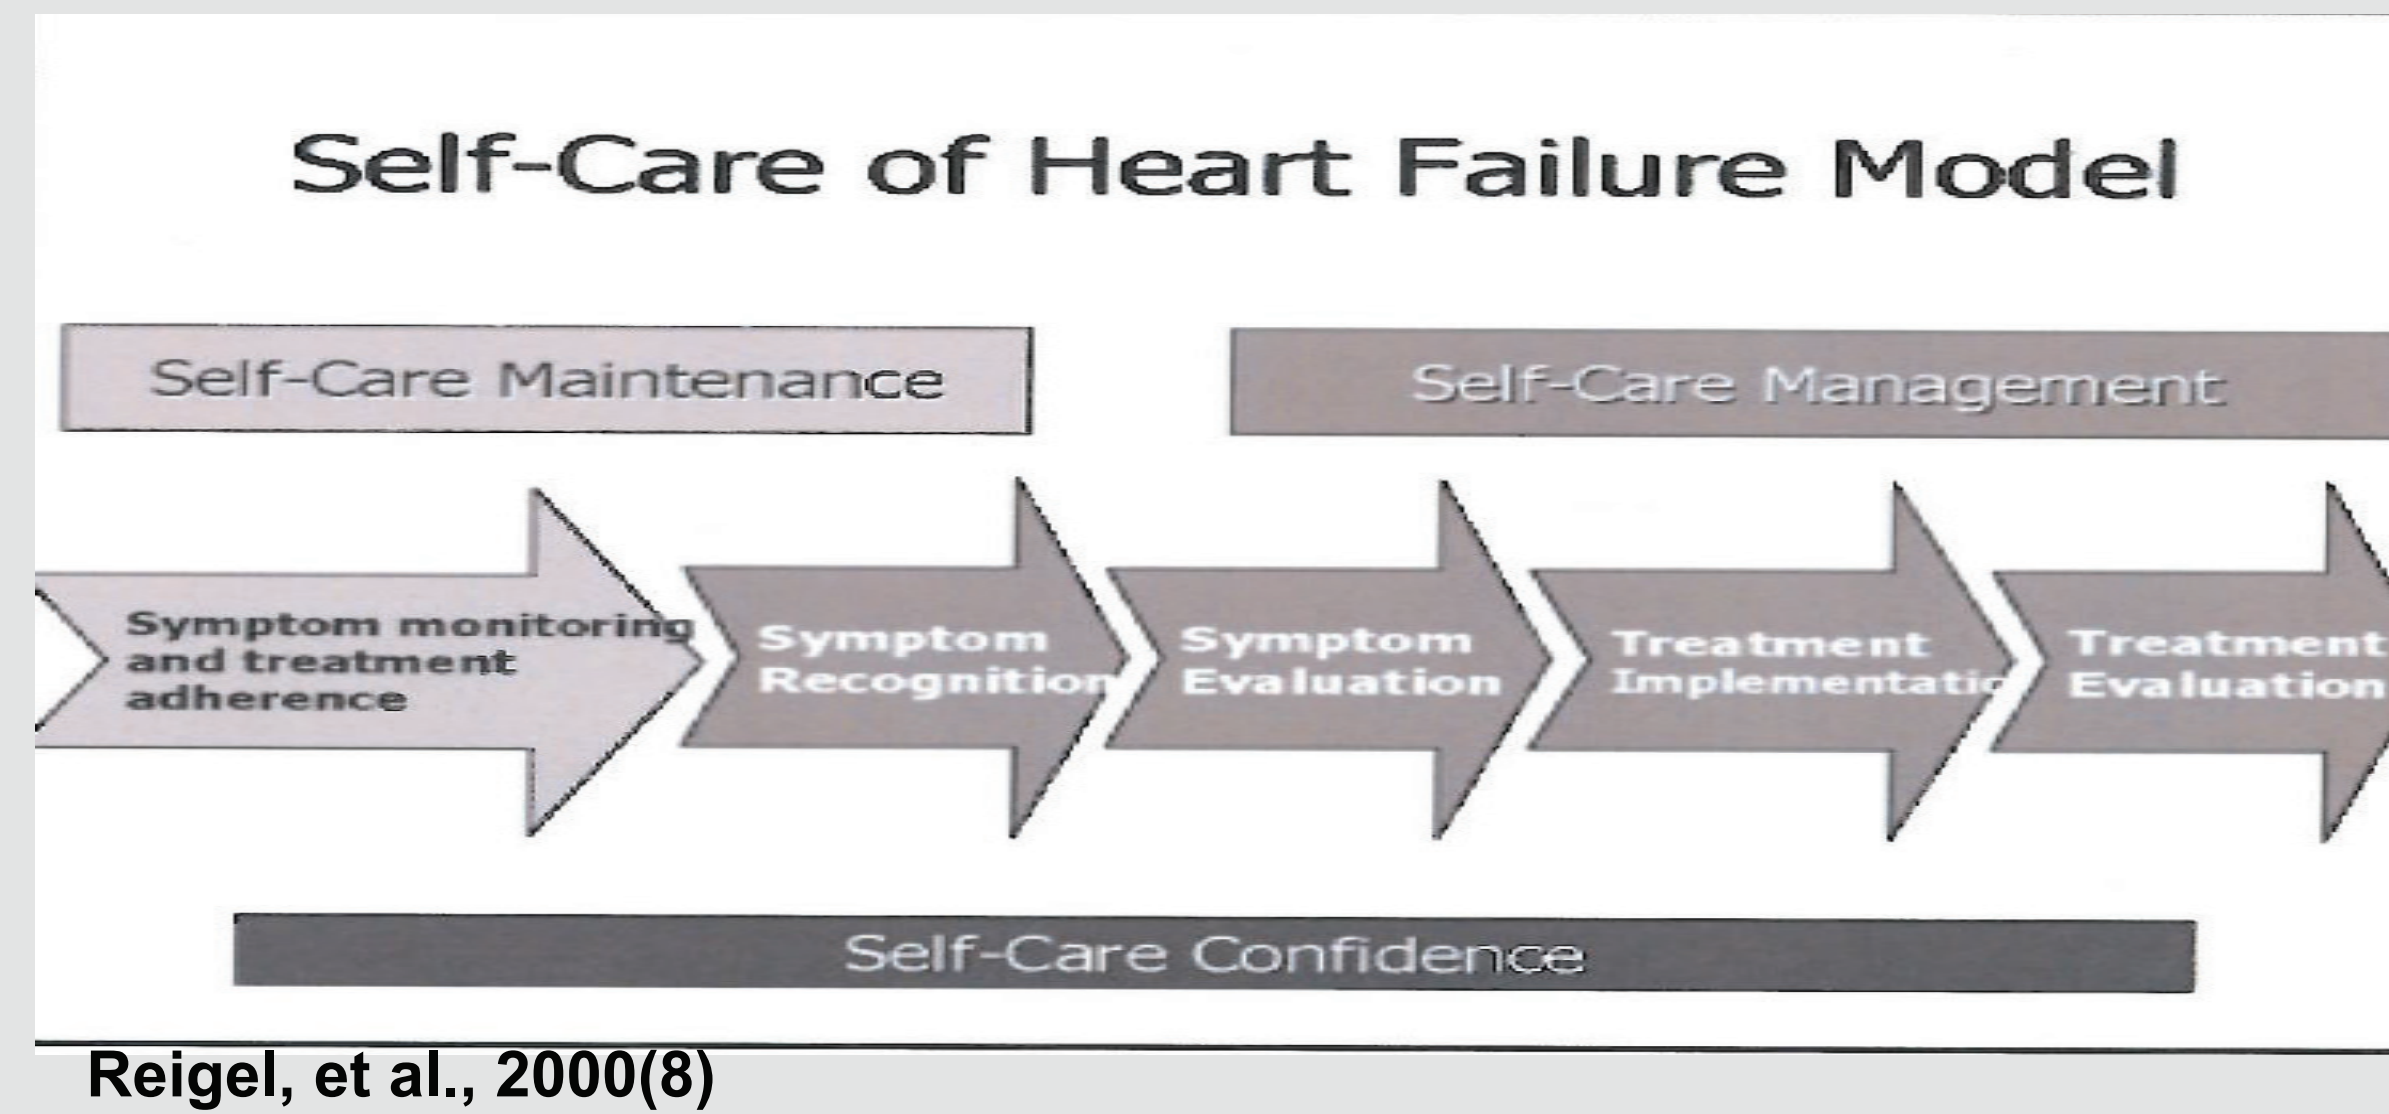 Self-Care of Heart Failure Model
Self-Care Maintenance
Self-Care Management
Symptom monitoring
and treatment
adherence
Symptom
Recognition
Symptom
Evaluation
Treatment
Implementatio
Treatment
Evaluation
Self-Care Confidence
Reigel, et al., 2000(8)